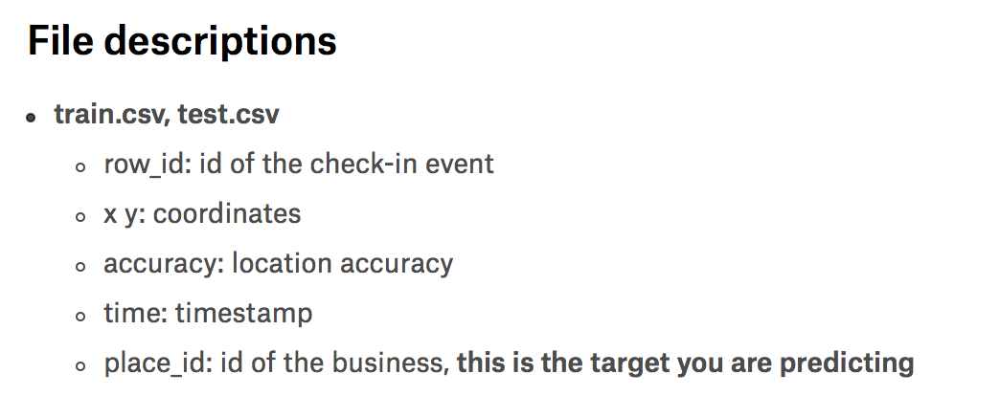 File descriptions
train.csv, test.csv
row_id: id of the check-in event
x y: coordinates
accuracy: location accuracy
time: timestamp
place_id: id of the business, this is the target you are predicting